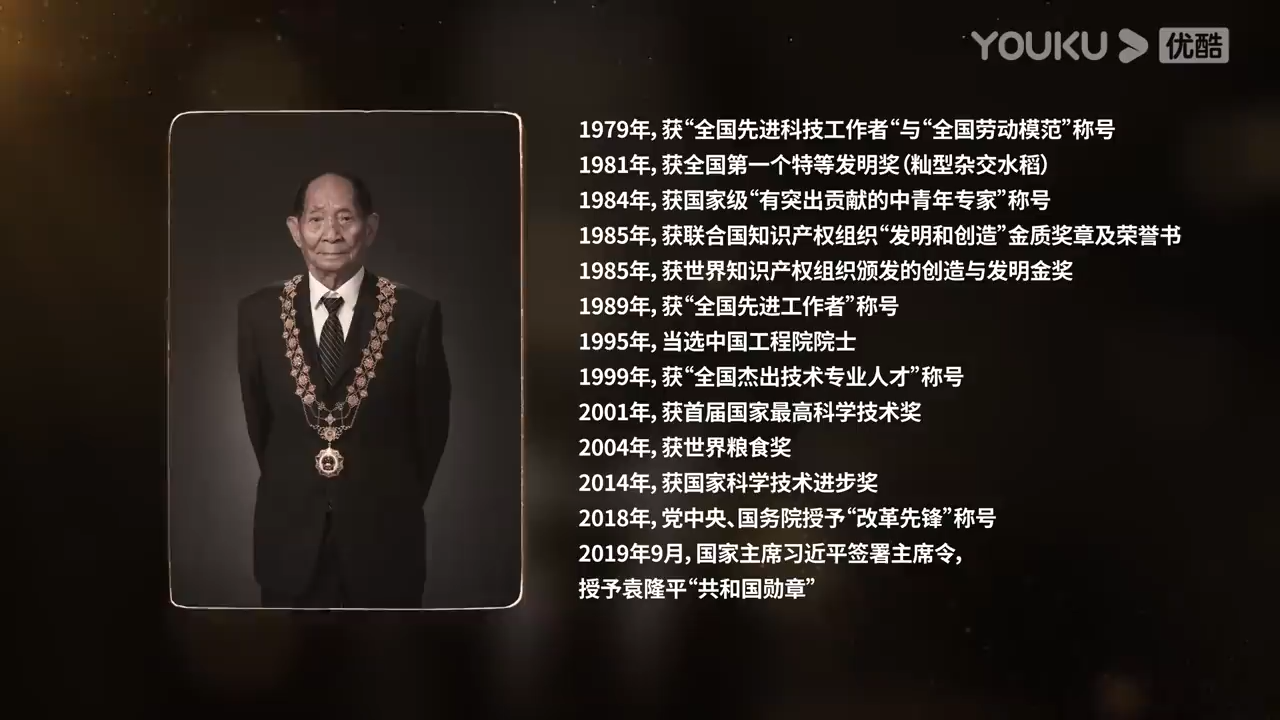 YOUKU 优酷
1979年,获“全国先进科技工作者“与“全国劳动模范”称号
1981年,获全国第一个特等发明奖(籼型杂交水稻)
1984年,获国家级“有突出贡献的中青年专家”称号
1985年,获联合国知识产权组织“发明和创造”金质奖章及荣誉书
1985年,获世界知识产权组织颁发的创造与发明金奖
1989年,获“全国先进工作者”称号
1995年,当选中国工程院院士
1999年,获“全国杰出技术专业人才”称号
2001年,获首届国家最高科学技术奖
2004年,获世界粮食奖
2014年,获国家科学技术进步奖
2018年,党中央、国务院授予“改革先锋”称号
2019年9月,国家主席习近平签署主席令,
授予袁隆平“共和国勋章”